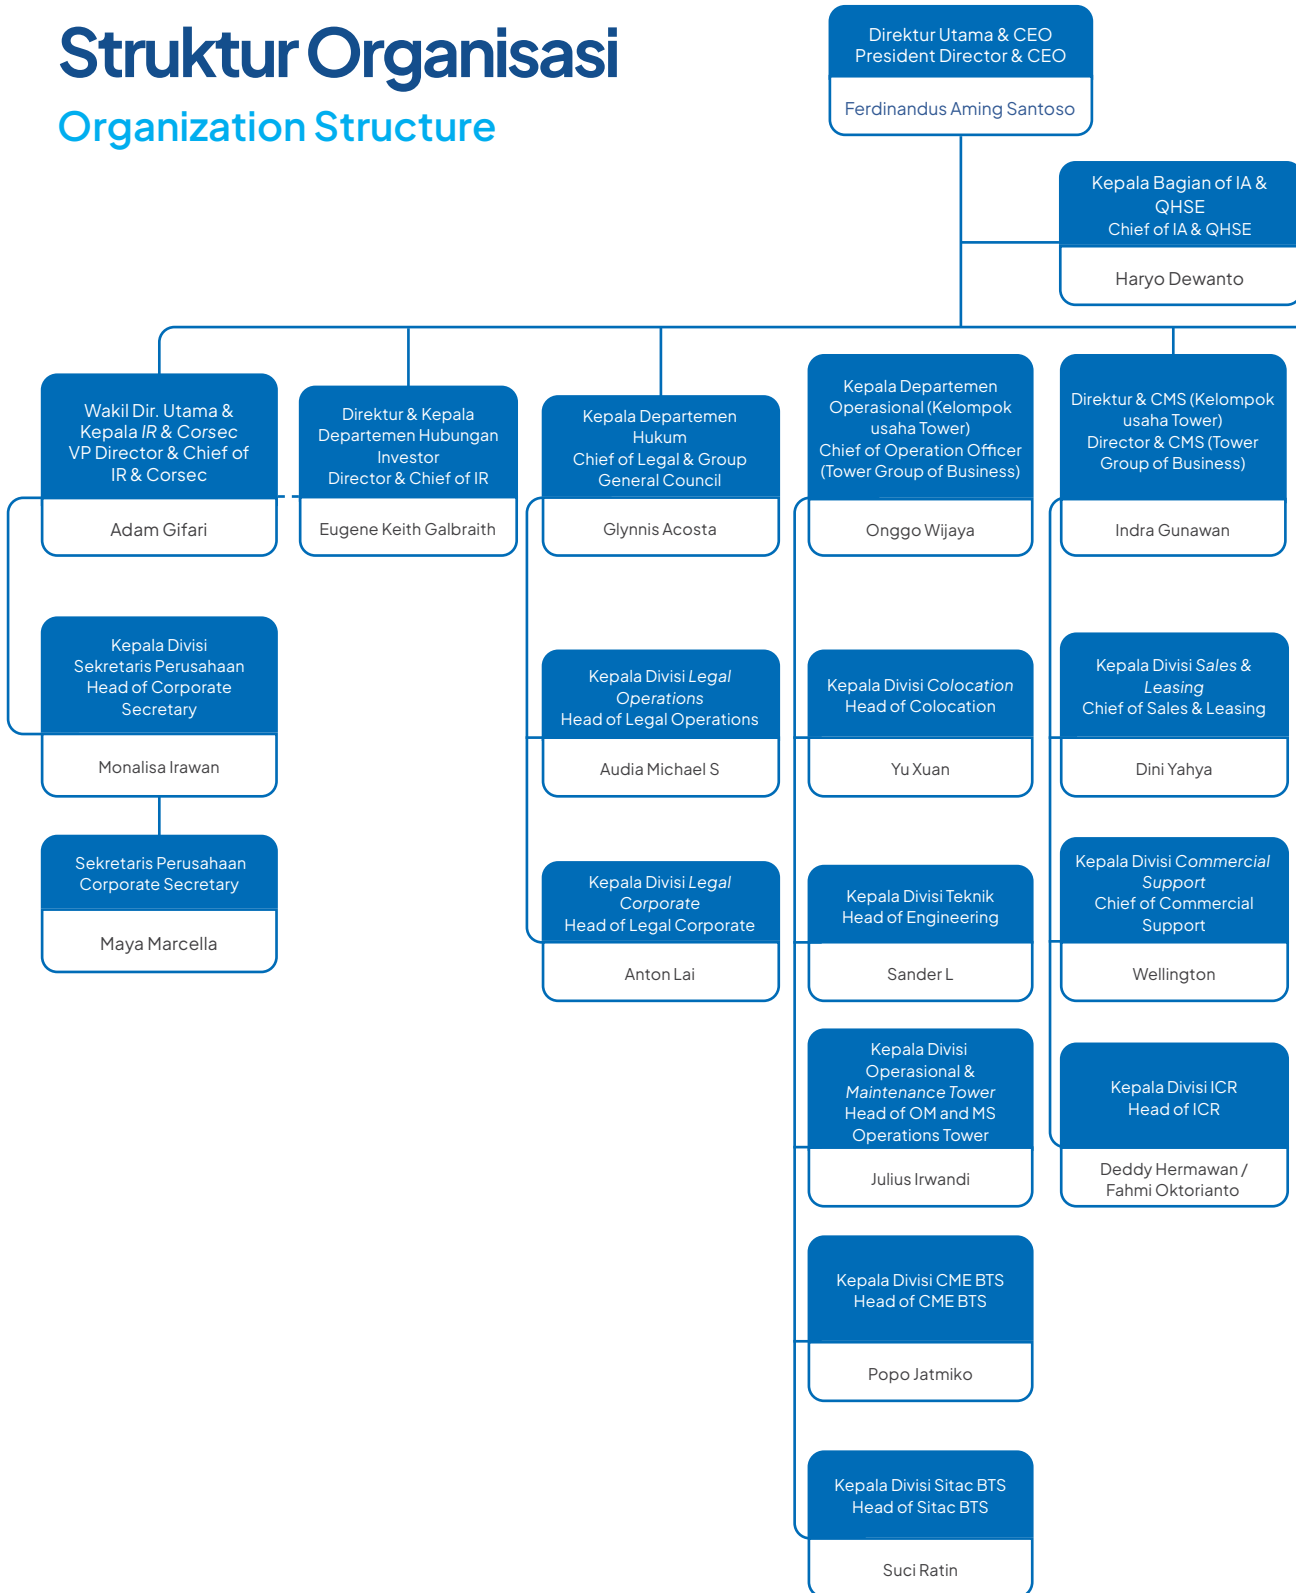 Struktur Organisasi
Organization Structure
Direktur Utama & CEO
President Director & CEO
Ferdinandus Aming Santoso
Kepala Bagian of IA &
QHSE
Chief of IA & QHSE
Haryo Dewanto
Wakil Dir. Utama &
Kepala IR & Corsec
VP Director & Chief of
IR & Corsec
Adam Gifari
Direktur & Kepala
Departemen Hubungan
Investor
Director & Chief of IR
Eugene Keith Galbraith
Kepala Departemen
Hukum
Chief of Legal & Group
General Council
Glynnis Acosta
Kepala Departemen
Operasional (Kelompok
usaha Tower)
Chief of Operation Officer
(Tower Group of Business)
Onggo Wijaya
Direktur & CMS (Kelompok
usaha Tower)
Director & CMS (Tower
Group of Business)
Indra Gunawan
Kepala Divisi
Sekretaris Perusahaan
Head of Corporate
Secretary
Monalisa Irawan
Sekretaris Perusahaan
Corporate Secretary
Maya Marcella
Kepala Divisi Legal
Operations
Head of Legal Operations
Audia Michael S
Kepala Divisi Legal
Corporate
Head of Legal Corporate
Anton Lai
Kepala Divisi Colocation
Head of Colocation
Yu Xuan
Kepala Divisi Teknik
Head of Engineering
Sander L
Kepala Divisi
Operasional &
Maintenance Tower
Head of OM and MS
Operations Tower
Julius Irwandi
Kepala Divisi CME BTS
Head of CME BTS
Popo Jatmiko
Kepala Divisi Sitac BTS
Head of Sitac BTS
Suci Ratin
Kepala Divisi Sales &
Leasing
Chief of Sales & Leasing
Dini Yahya
Kepala Divisi Commercial
Support
Chief of Commercial
Support
Wellington
Kepala Divisi ICR
Head of ICR
Deddy Hermawan /
Fahmi Oktorianto